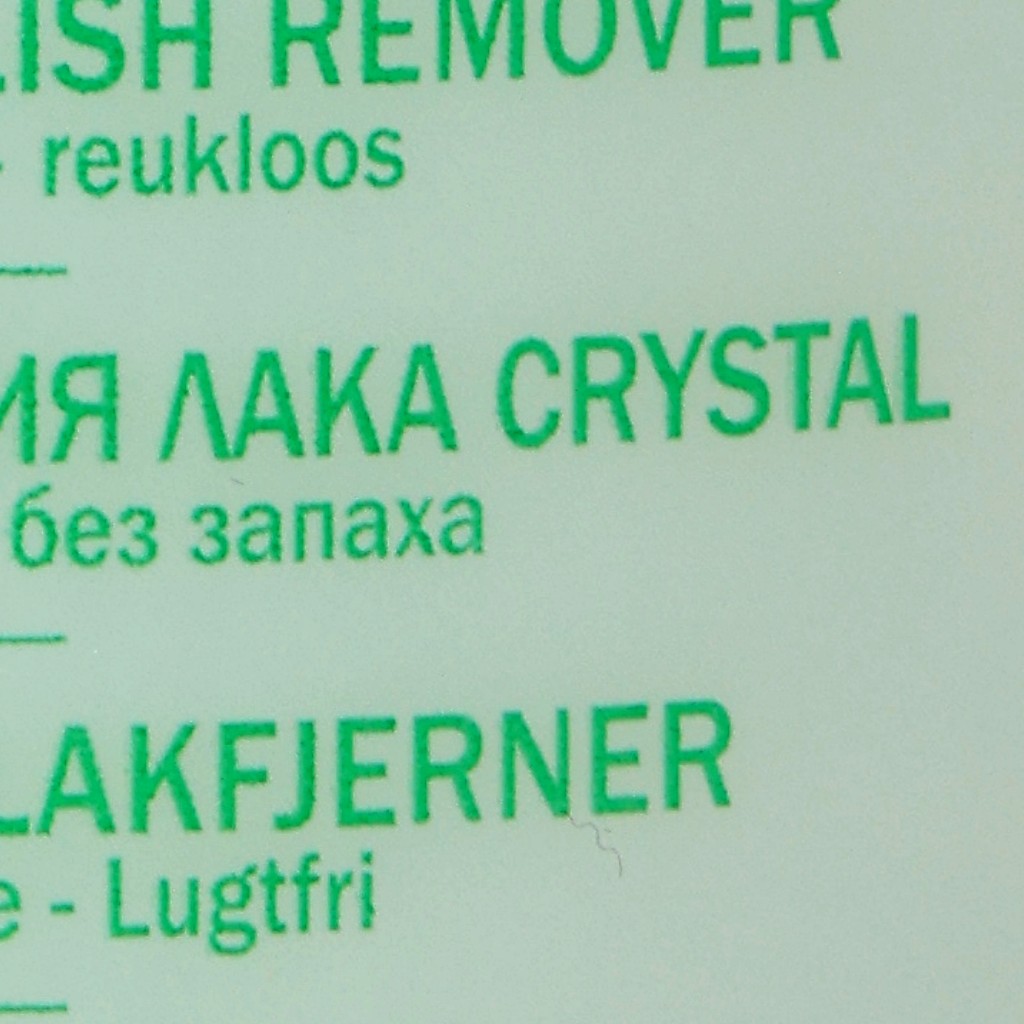 LISH REMOVER
- reukloos
ИЯ ЛАКА CRYSTAL
без запаха
LAKFJERNER
e - Lugtfri